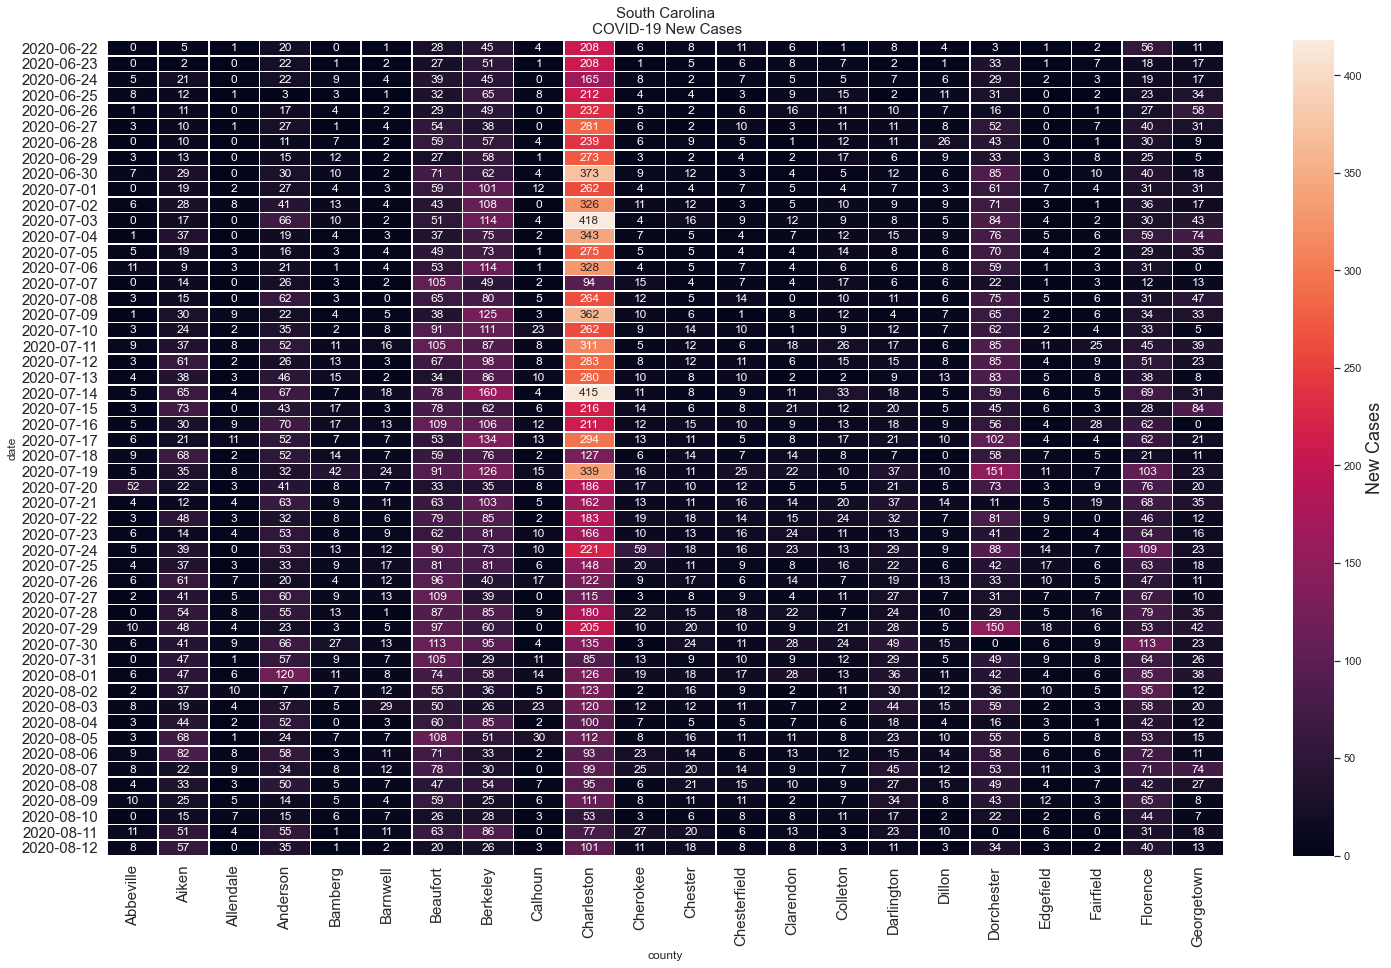 South Carolina
COVID-19 New Cases
2020-06-22 0 5 1 20 0 1 28 45 4 208 6 8 11 6 1 8 4 3 1 2 56 11
2020-06-23 0 2 0 22 1 2 27 51 1 208 1 5 6 8 7 2 1 33 1 7 18 17
2020-06-24 5 21 0 22 9 4 39 45 0 165 8 2 7 5 5 7 6 29 2 3 19 17
2020-06-25 8 12 1 3 3 1 32 65 8 212 4 4 3 9 15 2 11 31 0 2 23 34
2020-06-26 1 11 0 17 4 2 29 49 0 232 5 2 6 16 11 10 7 16 0 1 27 58
2020-06-27 3 10 1 27 1 4 54 38 0 281 6 2 10 3 11 11 8 52 0 7 40 31
2020-06-28 0 10 0 11 7 2 59 57 4 239 6 9 5 1 12 11 26 43 0 1 30 9
2020-06-29 3 13 0 15 12 2 27 58 1 273 3 2 4 2 17 6 9 33 3 8 25 5
2020-06-30 7 29 0 30 10 2 71 62 4 373 9 12 3 4 5 12 6 85 0 10 40 18
2020-07-01 0 19 2 27 4 3 59 101 12 262 4 4 7 5 4 7 3 61 7 4 31 31
2020-07-02 6 28 8 41 13 4 43 108 0 326 11 12 3 5 10 9 9 71 3 1 36 17
2020-07-03 0 17 0 66 10 2 51 114 4 418 4 16 9 12 9 8 5 84 4 2 30 43
2020-07-04 1 37 0 19 4 3 37 75 2 343 7 5 4 7 12 15 9 76 5 6 59 74
2020-07-05 5 19 3 16 3 4 49 73 1 275 5 5 4 4 14 8 6 70 4 2 29 35
2020-07-06 11 9 3 21 1 4 53 114 1 328 4 5 7 4 6 6 8 59 1 3 31 0
2020-07-07 0 14 0 26 3 2 105 49 2 94 15 4 7 4 17 6 6 22 1 3 12 13
2020-07-08 3 15 0 62 3 0 65 80 5 264 12 5 14 0 10 11 6 75 5 6 31 47
2020-07-09 1 30 9 22 4 5 38 125 3 362 10 6 1 8 12 4 7 65 2 6 34 33
2020-07-10 3 24 2 35 2 8 91 111 23 262 9 14 10 1 9 12 7 62 2 4 33 5
2020-07-11 9 37 8 52 11 16 105 87 8 311 5 12 6 18 26 17 6 85 11 25 45 39
2020-07-12 3 61 2 26 13 3 67 98 8 283 8 12 11 6 15 15 8 85 4 9 51 23
2020-07-13 4 38 3 46 15 2 34 86 10 280 10 8 10 2 2 9 13 83 5 8 38 8
2020-07-14 5 65 4 67 7 18 78 160 4 415 11 8 9 11 33 18 5 59 6 5 69 31
2020-07-15 3 73 0 43 17 3 78 62 6 216 14 6 8 21 12 20 5 45 6 3 28 84
2020-07-16 5 30 9 70 17 13 109 106 12 211 12 15 10 9 13 18 9 56 4 28 62 0
2020-07-17 6 21 11 52 7 7 53 134 13 294 13 11 5 8 17 21 10 102 4 4 62 21
2020-07-18 9 68 2 52 14 7 59 76 2 127 6 14 7 14 8 7 0 58 7 5 21 11
2020-07-19 5 35 8 32 42 24 91 126 15 339 16 11 25 22 10 37 10 151 11 7 103 23
2020-07-20 52 22 3 41 8 7 33 35 8 186 17 10 12 5 5 21 5 73 3 9 76 20
2020-07-21 4 12 4 63 9 11 63 103 5 162 13 11 16 14 20 37 14 11 5 19 68 35
2020-07-22 3 48 3 32 8 6 79 85 2 183 19 18 14 15 24 32 7 81 9 0 46 12
2020-07-23 6 14 4 53 8 9 62 81 10 166 10 13 16 24 11 13 9 41 2 4 64 16
2020-07-24 5 39 0 53 13 12 90 73 10 221 59 18 16 23 13 29 9 88 14 7 109 23
2020-07-25 4 37 3 33 9 17 81 81 6 148 20 11 9 8 16 22 6 42 17 6 63 18
2020-07-26 6 61 7 20 4 12 96 40 17 122 9 17 6 14 7 19 13 33 10 5 47 11
2020-07-27 2 41 5 60 9 13 109 39 0 115 3 8 9 4 11 27 7 31 7 7 67 10
2020-07-28 0 54 8 55 13 1 87 85 9 180 22 15 18 22 7 24 10 29 5 16 79 35
2020-07-29 10 48 4 23 3 5 97 60 0 205 10 20 10 9 21 28 5 150 18 6 53 42
2020-07-30 6 41 9 66 27 13 113 95 4 135 3 24 11 28 24 49 15 0 6 9 113 23
2020-07-31 0 47 1 57 9 7 105 29 11 85 13 9 10 9 12 29 5 49 9 8 64 26
2020-08-01 6 47 6 120 11 8 74 58 14 126 19 18 17 28 13 36 11 42 4 6 85 38
2020-08-02 2 37 10 7 7 12 55 36 5 123 2 16 9 2 11 30 12 36 10 5 95 12
2020-08-03 8 19 4 37 5 29 50 26 23 120 12 12 11 7 2 44 15 59 2 3 58 20
2020-08-04 3 44 2 52 0 3 60 85 2 100 7 5 5 7 6 18 4 16 3 1 42 12
2020-08-05 3 68 1 24 7 7 108 51 30 112 8 16 11 11 8 23 10 55 5 8 53 15
2020-08-06 9 82 8 58 3 11 71 33 2 93 23 14 6 13 12 15 14 58 6 6 72 11
2020-08-07 8 22 9 34 8 12 78 30 0 99 25 20 14 9 7 45 12 53 11 3 71 74
2020-08-08 4 33 3 50 5 7 47 54 7 95 6 21 15 10 9 27 15 49 4 7 42 27
2020-08-09 10 25 5 14 5 4 59 25 6 111 8 11 11 2 7 34 8 43 12 3 65 8
2020-08-10 0 15 7 15 6 7 26 28 3 53 3 6 8 8 11 17 2 22 2 6 44 7
2020-08-11 11 51 4 55 1 11 63 86 0 77 27 20 6 13 3 23 10 0 6 0 31 18
2020-08-12 8 57 0 35 1 2 20 26 3 101 11 18 8 8 3 11 3 34 3 2 40 13
date
Abbeville Aiken Allendale Anderson Bamberg Barnwell Beaufort Berkeley Calhoun Charleston Cherokee Chester Chesterfield Clarendon Colleton Darlington Dillon Dorchester Edgefield Fairfield Florence Georgetown
county
400
350
300
250
200
150
100
50
0
New Cases